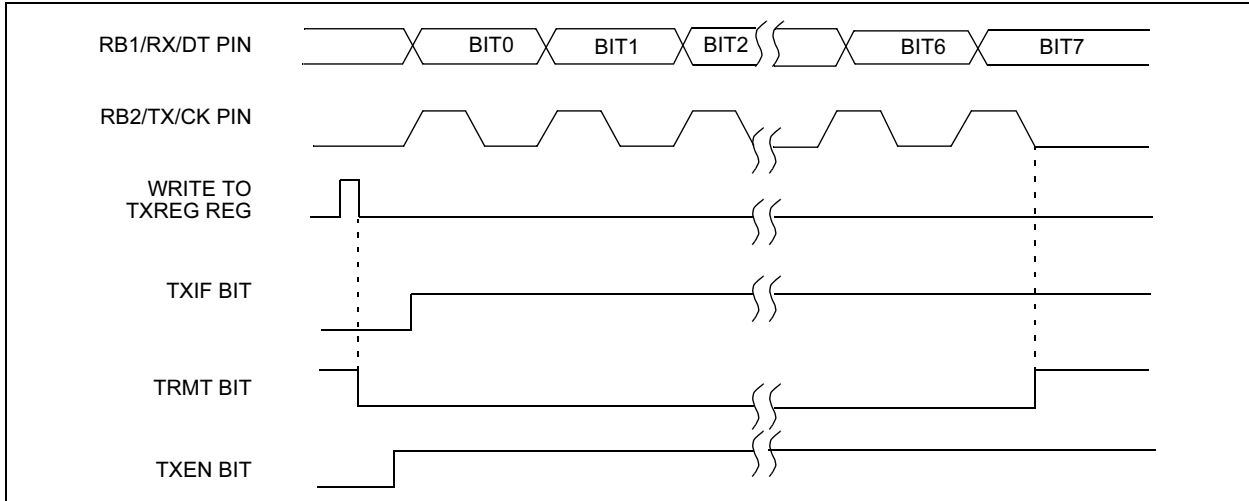 RB1/RX/DT PIN
BIT0 BIT1 BIT2 BIT6 BIT7
RB2/TX/CK PIN
WRITE TO
TXREG REG
TXIF BIT
TRMT BIT
TXEN BIT